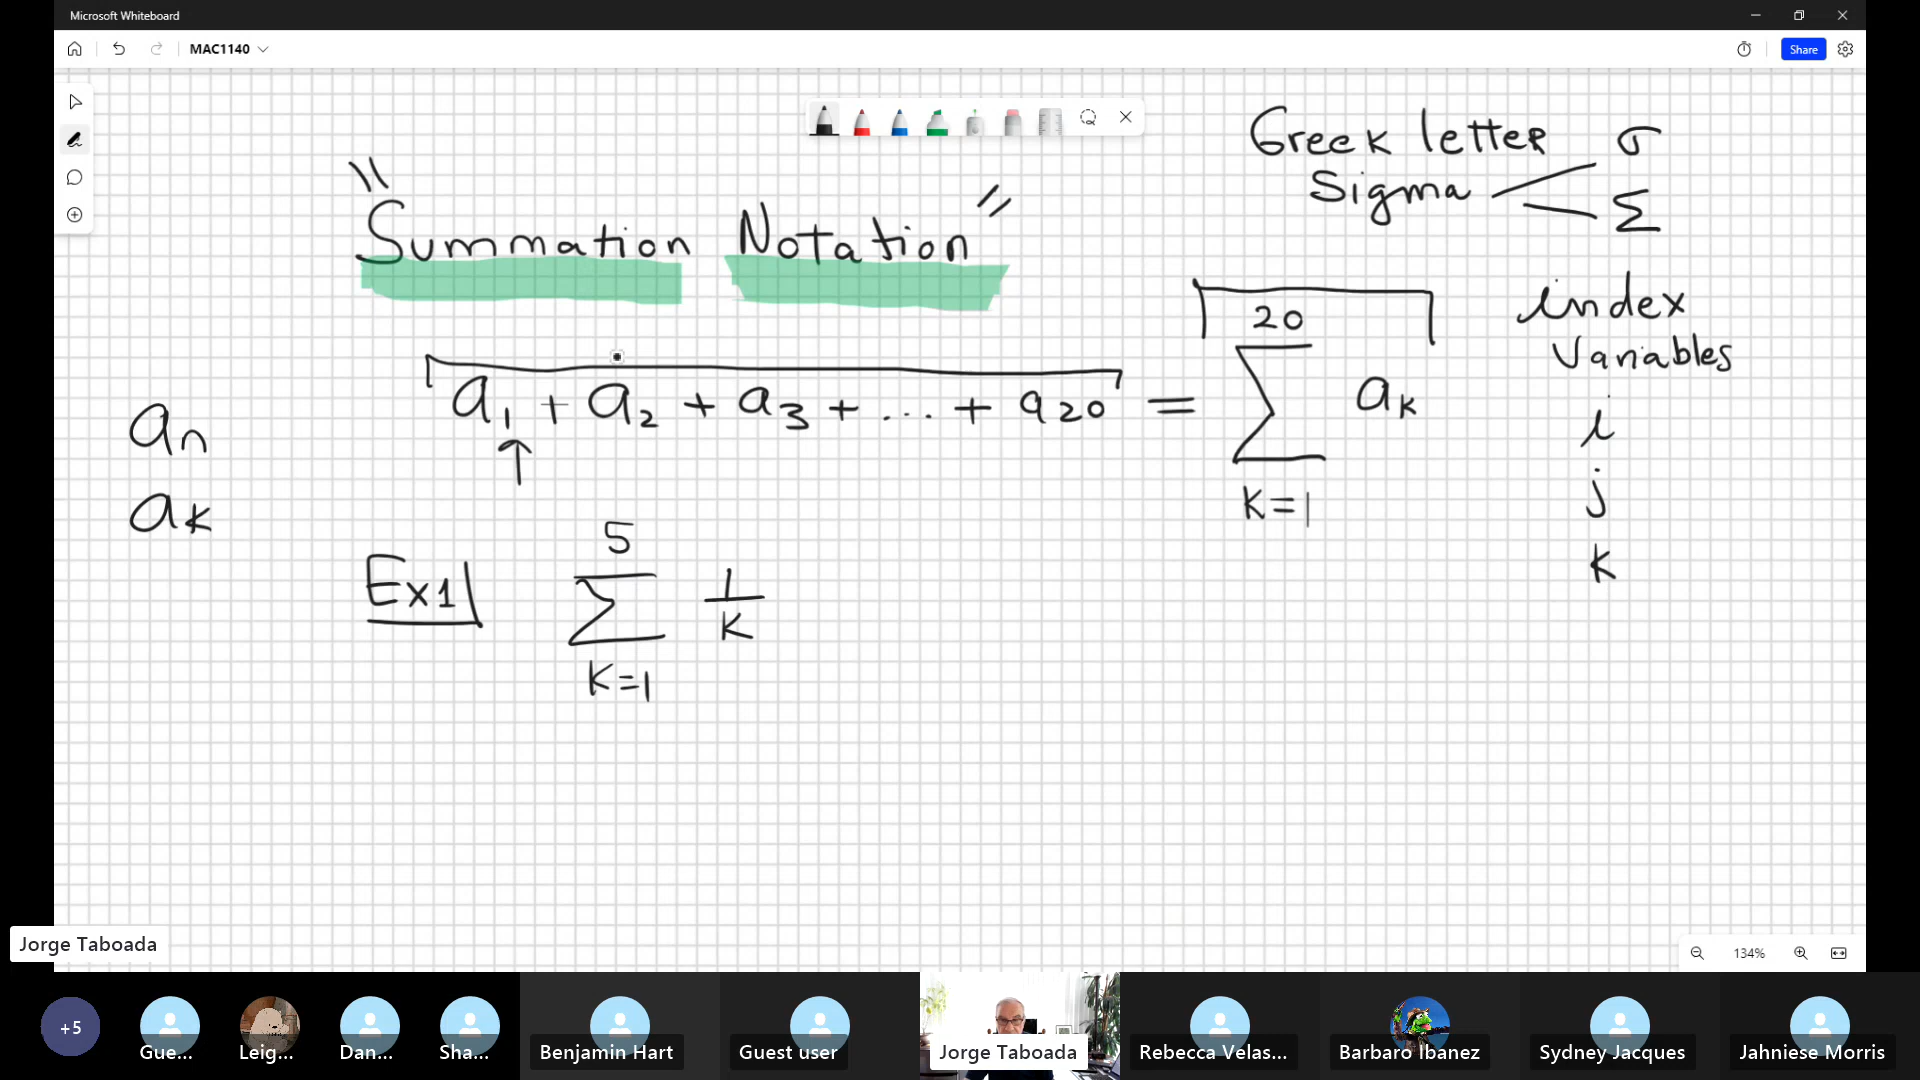 Microsoft Whiteboard
MAC1140
Share
Greek letter σ
Sigma Σ
"Summation Notation"
index
Variables
i
j
k
a₁ + a₂ + a₃ + ... + a₂₀ = 20 Σ k=1 aₖ
aₙ
aₖ
Ex1 5 Σ k=1 1/k
134%
Jorge Taboada
+5
Gue...
Leig...
Dan...
Sha...
Benjamin Hart
Guest user
Jorge Taboada
Rebecca Velas...
Barbaro Ibanez
Sydney Jacques
Jahniese Morris